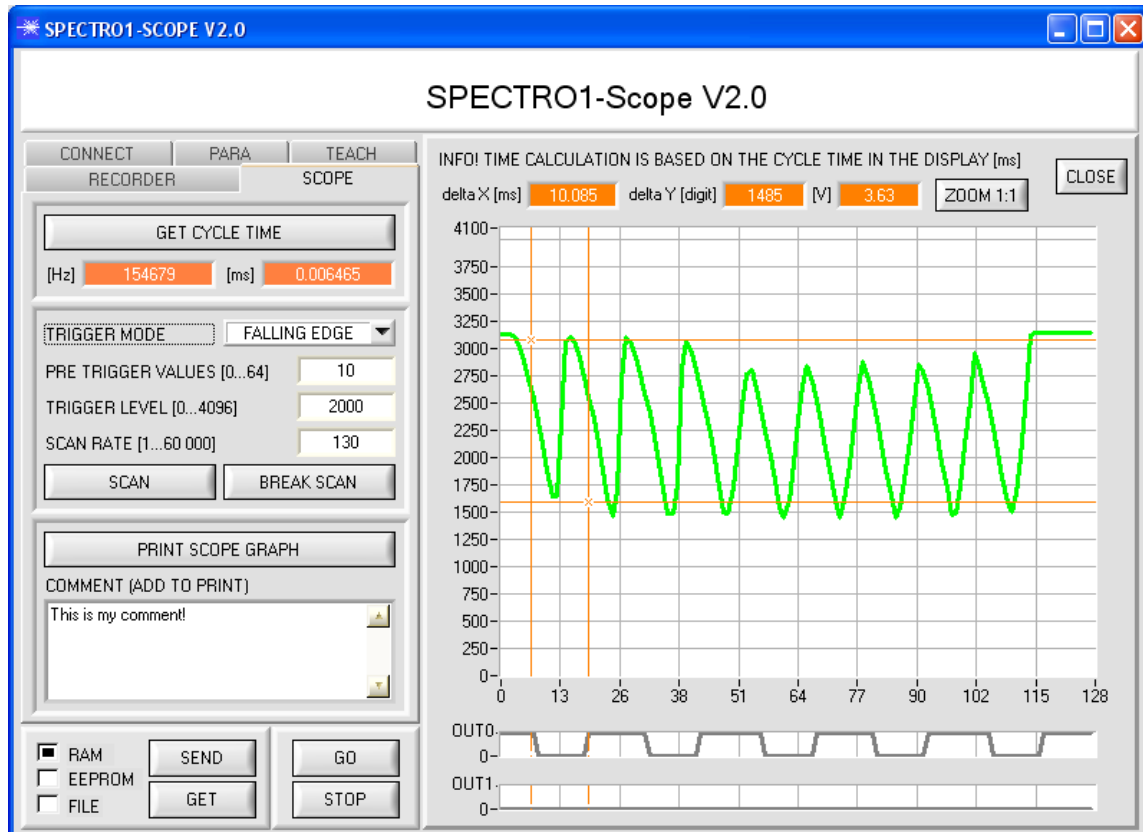 SPECTRO1-SCOPE V2.0
SPECTRO1-Scope V2.0
CONNECT PARA TEACH
RECORDER SCOPE
GET CYCLE TIME
[Hz] 154679 [ms] 0.006465
TRIGGER MODE FALLING EDGE
PRE TRIGGER VALUES [0...64] 10
TRIGGER LEVEL [0...4096] 2000
SCAN RATE [1...60 000] 130
SCAN BREAK SCAN
PRINT SCOPE GRAPH
COMMENT (ADD TO PRINT)
This is my comment!
RAM
EEPROM
FILE
SEND
GET
GO
STOP
INFO! TIME CALCULATION IS BASED ON THE CYCLE TIME IN THE DISPLAY [ms]
CLOSE
delta X [ms] 10.085 delta Y [digit] 1485 [V] 3.63 ZOOM 1:1
4100
3750
3500
3250
3000
2750
2500
2250
2000
1750
1500
1250
1000
750
500
250
0
0 13 26 38 51 64 77 90 102 115 128
OUT0
0
OUT1
0